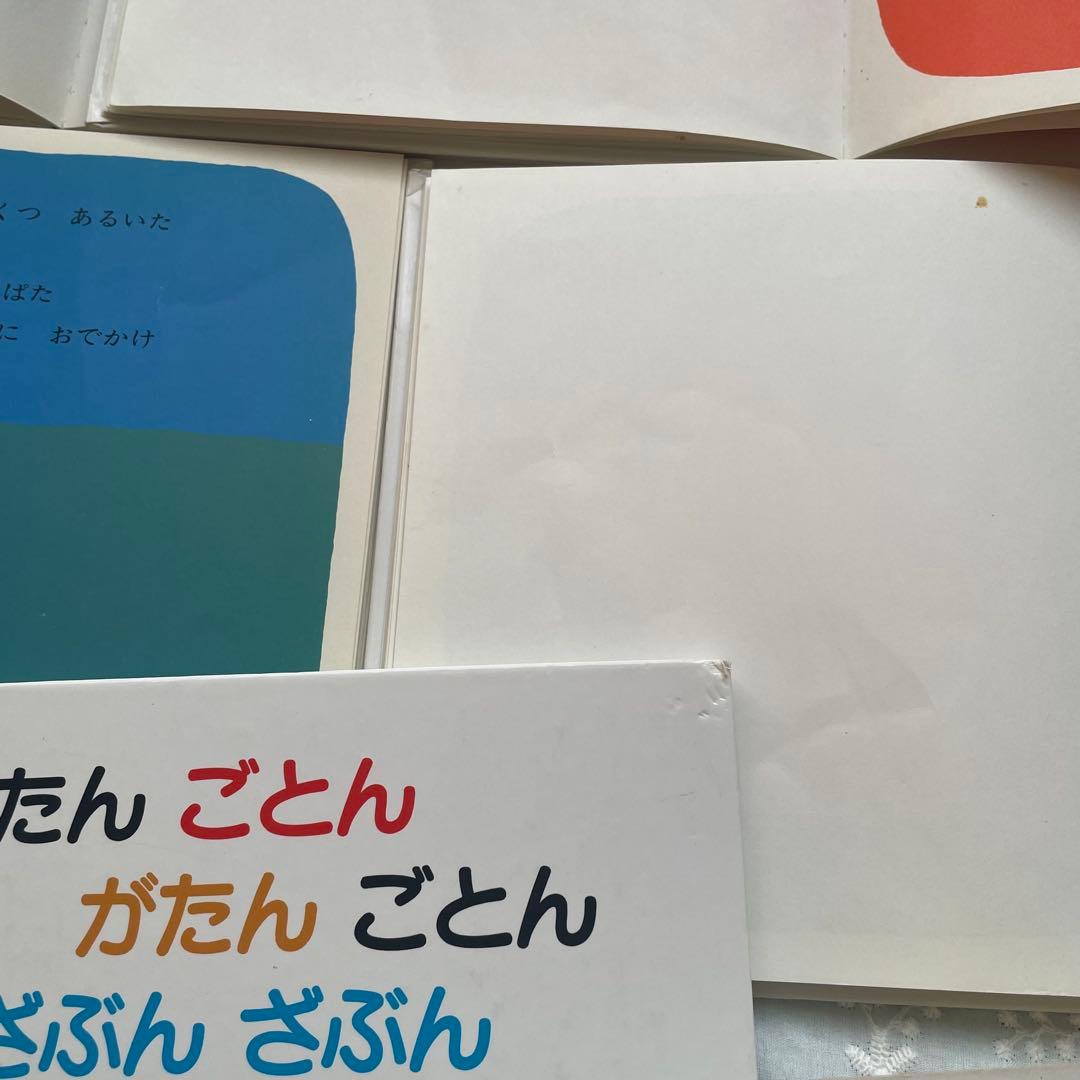 くつ あるいた
ぱた
に おでかけ
たん ごとん
がたん ごとん
ざぶん ざぶん